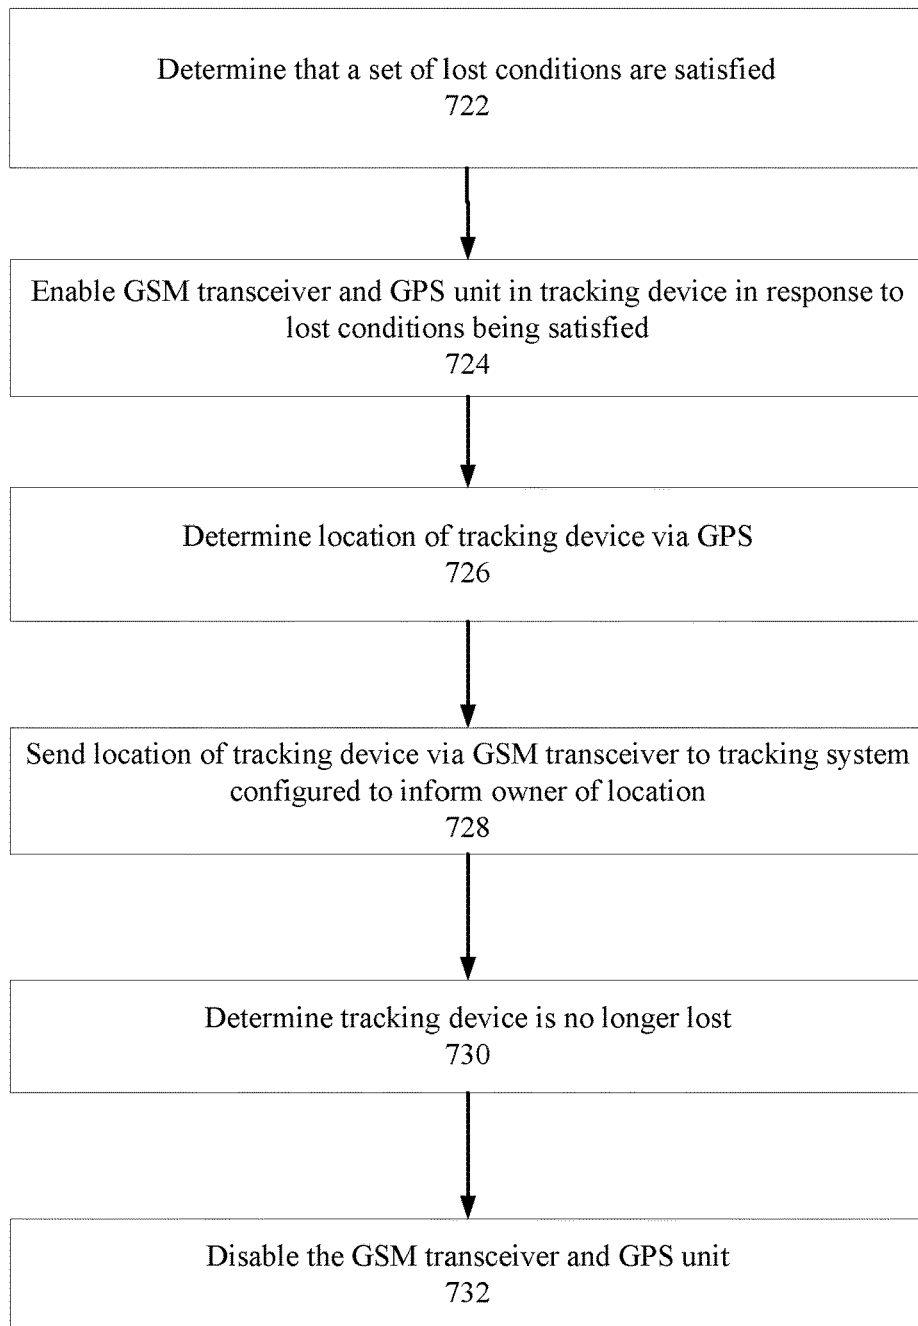 Determine that a set of lost conditions are satisfied
722
Enable GSM transceiver and GPS unit in tracking device in response to
lost conditions being satisfied
724
Determine location of tracking device via GPS
726
Send location of tracking device via GSM transceiver to tracking system
configured to inform owner of location
728
Determine tracking device is no longer lost
730
Disable the GSM transceiver and GPS unit
732